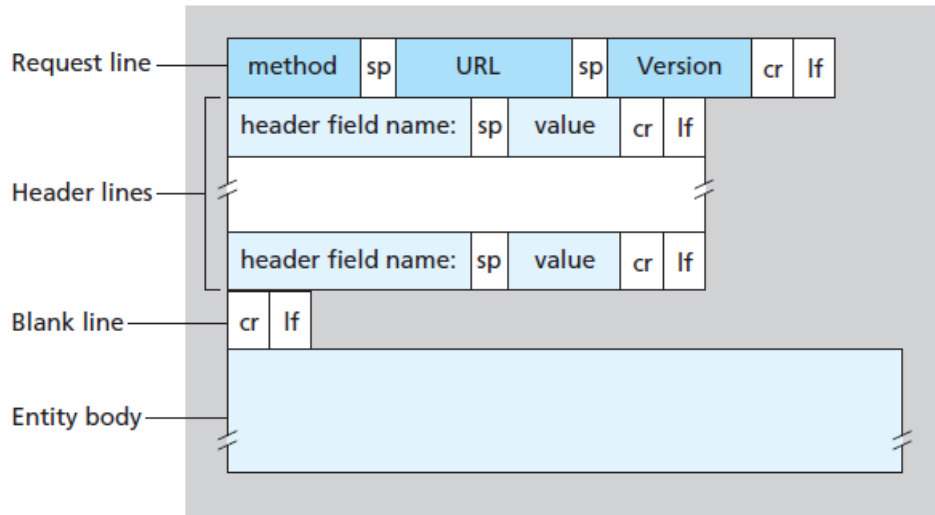 Request line method sp URL sp Version cr lf
header field name: sp value cr lf
Header lines
header field name: sp value cr lf
Blank line cr lf
Entity body